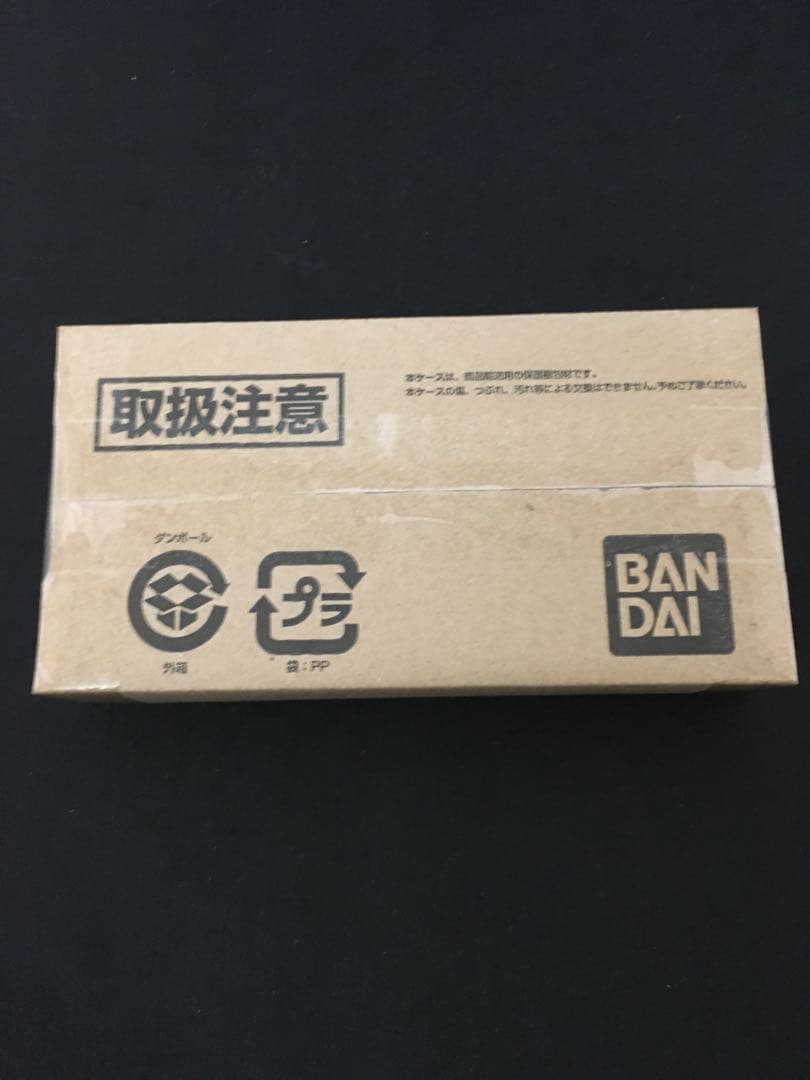 取扱注意
本ケースは、商品輸送用の保護梱包材です。
本ケースの傷、つぶれ、汚れ等による交換はできません。予めご了承ください。
ダンボール
外箱
プラ
袋：PP
BAN
DAI